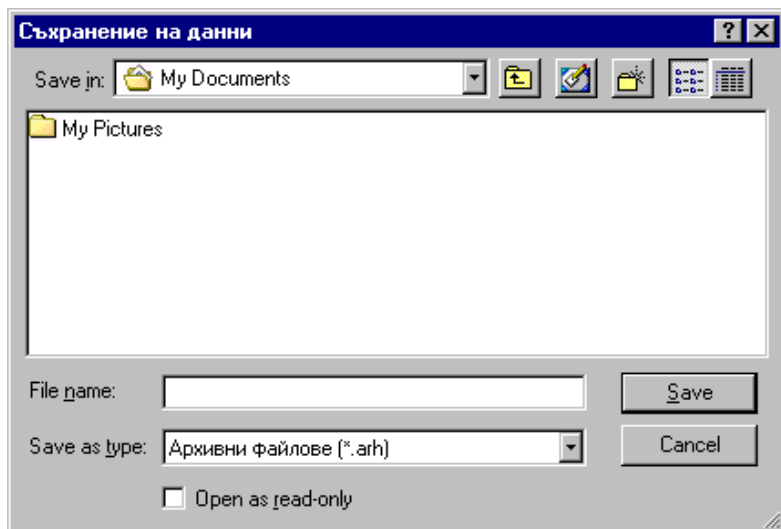 Съхранение на данни
Save in: My Documents
My Pictures
File name:
Save
Save as type: Архивни файлове (*.arh)
Cancel
Open as read-only